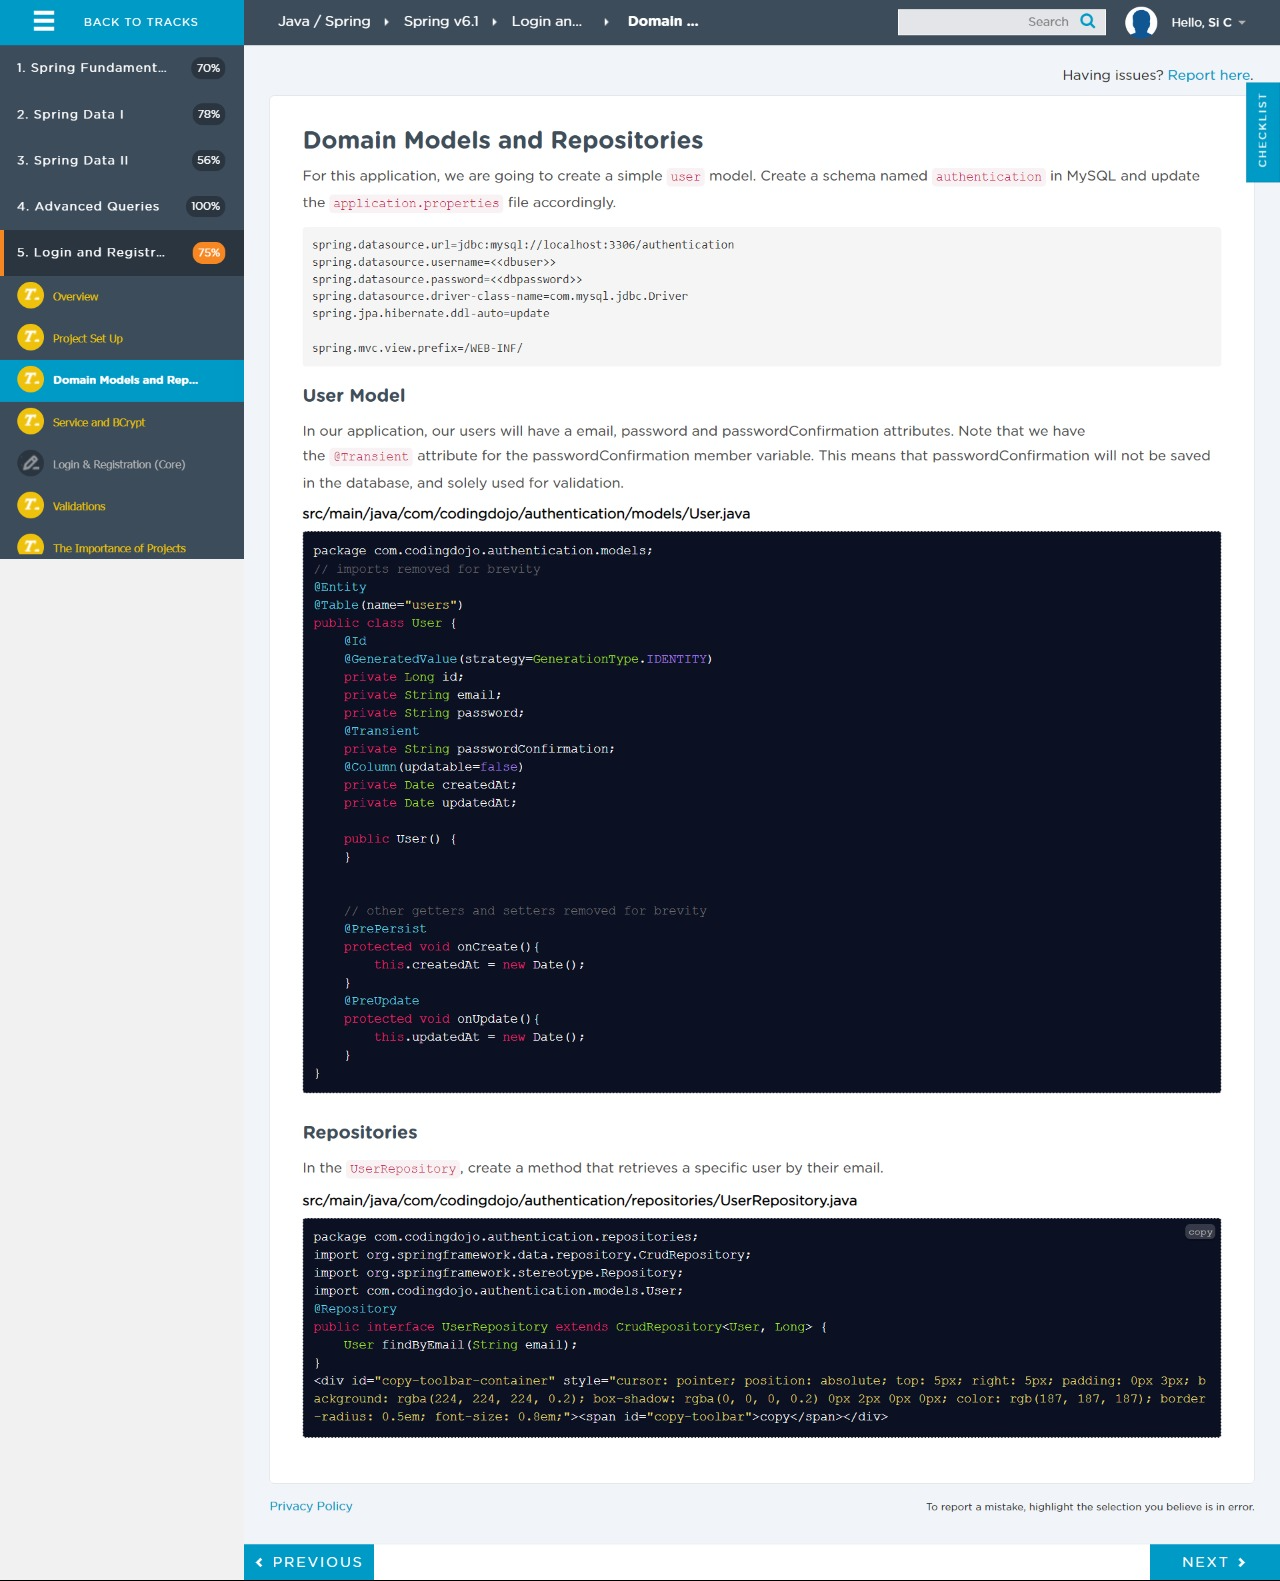 BACK TO TRACKS
Java / Spring
Spring v6.1
Login an...
Domain ...
Search
Hello, Si C
1. Spring Fundament... 70%
2. Spring Data I 78%
3. Spring Data II 56%
4. Advanced Queries 100%
5. Login and Registr... 75%
Overview
Project Set Up
Domain Models and Rep...
Service and BCrypt
Login & Registration (Core)
Validations
The Importance of Projects
Having issues? Report here.
CHECKLIST
Domain Models and Repositories
For this application, we are going to create a simple user model. Create a schema named authentication in MySQL and update
the application.properties file accordingly.
spring.datasource.url=jdbc:mysql://localhost:3306/authentication
spring.datasource.username=<<dbuser>>
spring.datasource.password=<<dbpassword>>
spring.datasource.driver-class-name=com.mysql.jdbc.Driver
spring.jpa.hibernate.ddl-auto=update
spring.mvc.view.prefix=/WEB-INF/
User Model
In our application, our users will have a email, password and passwordConfirmation attributes. Note that we have
the @Transient attribute for the passwordConfirmation member variable. This means that passwordConfirmation will not be saved
in the database, and solely used for validation.
src/main/java/com/codingdojo/authentication/models/User.java
package com.codingdojo.authentication.models;
// imports removed for brevity
@Entity
@Table(name="users")
public class User {
@Id
@GeneratedValue(strategy=GenerationType.IDENTITY)
private Long id;
private String email;
private String password;
@Transient
private String passwordConfirmation;
@Column(updatable=false)
private Date createdAt;
private Date updatedAt;
public User() {
}
// other getters and setters removed for brevity
@PrePersist
protected void onCreate(){
this.createdAt = new Date();
}
@PreUpdate
protected void onUpdate(){
this.updatedAt = new Date();
}
}
Repositories
In the UserRepository, create a method that retrieves a specific user by their email.
src/main/java/com/codingdojo/authentication/repositories/UserRepository.java
copy
package com.codingdojo.authentication.repositories;
import org.springframework.data.repository.CrudRepository;
import org.springframework.stereotype.Repository;
import com.codingdojo.authentication.models.User;
@Repository
public interface UserRepository extends CrudRepository<User, Long> {
User findByEmail(String email);
}
<div id="copy-toolbar-container" style="cursor: pointer; position: absolute; top: 5px; right: 5px; padding: 0px 3px; b
ackground: rgba(224, 224, 224, 0.2); box-shadow: rgba(0, 0, 0, 0.2) 0px 2px 0px 0px; color: rgb(187, 187, 187); border
-radius: 0.5em; font-size: 0.8em;"><span id="copy-toolbar">copy</span></div>
Privacy Policy
To report a mistake, highlight the selection you believe is in error.
PREVIOUS
NEXT